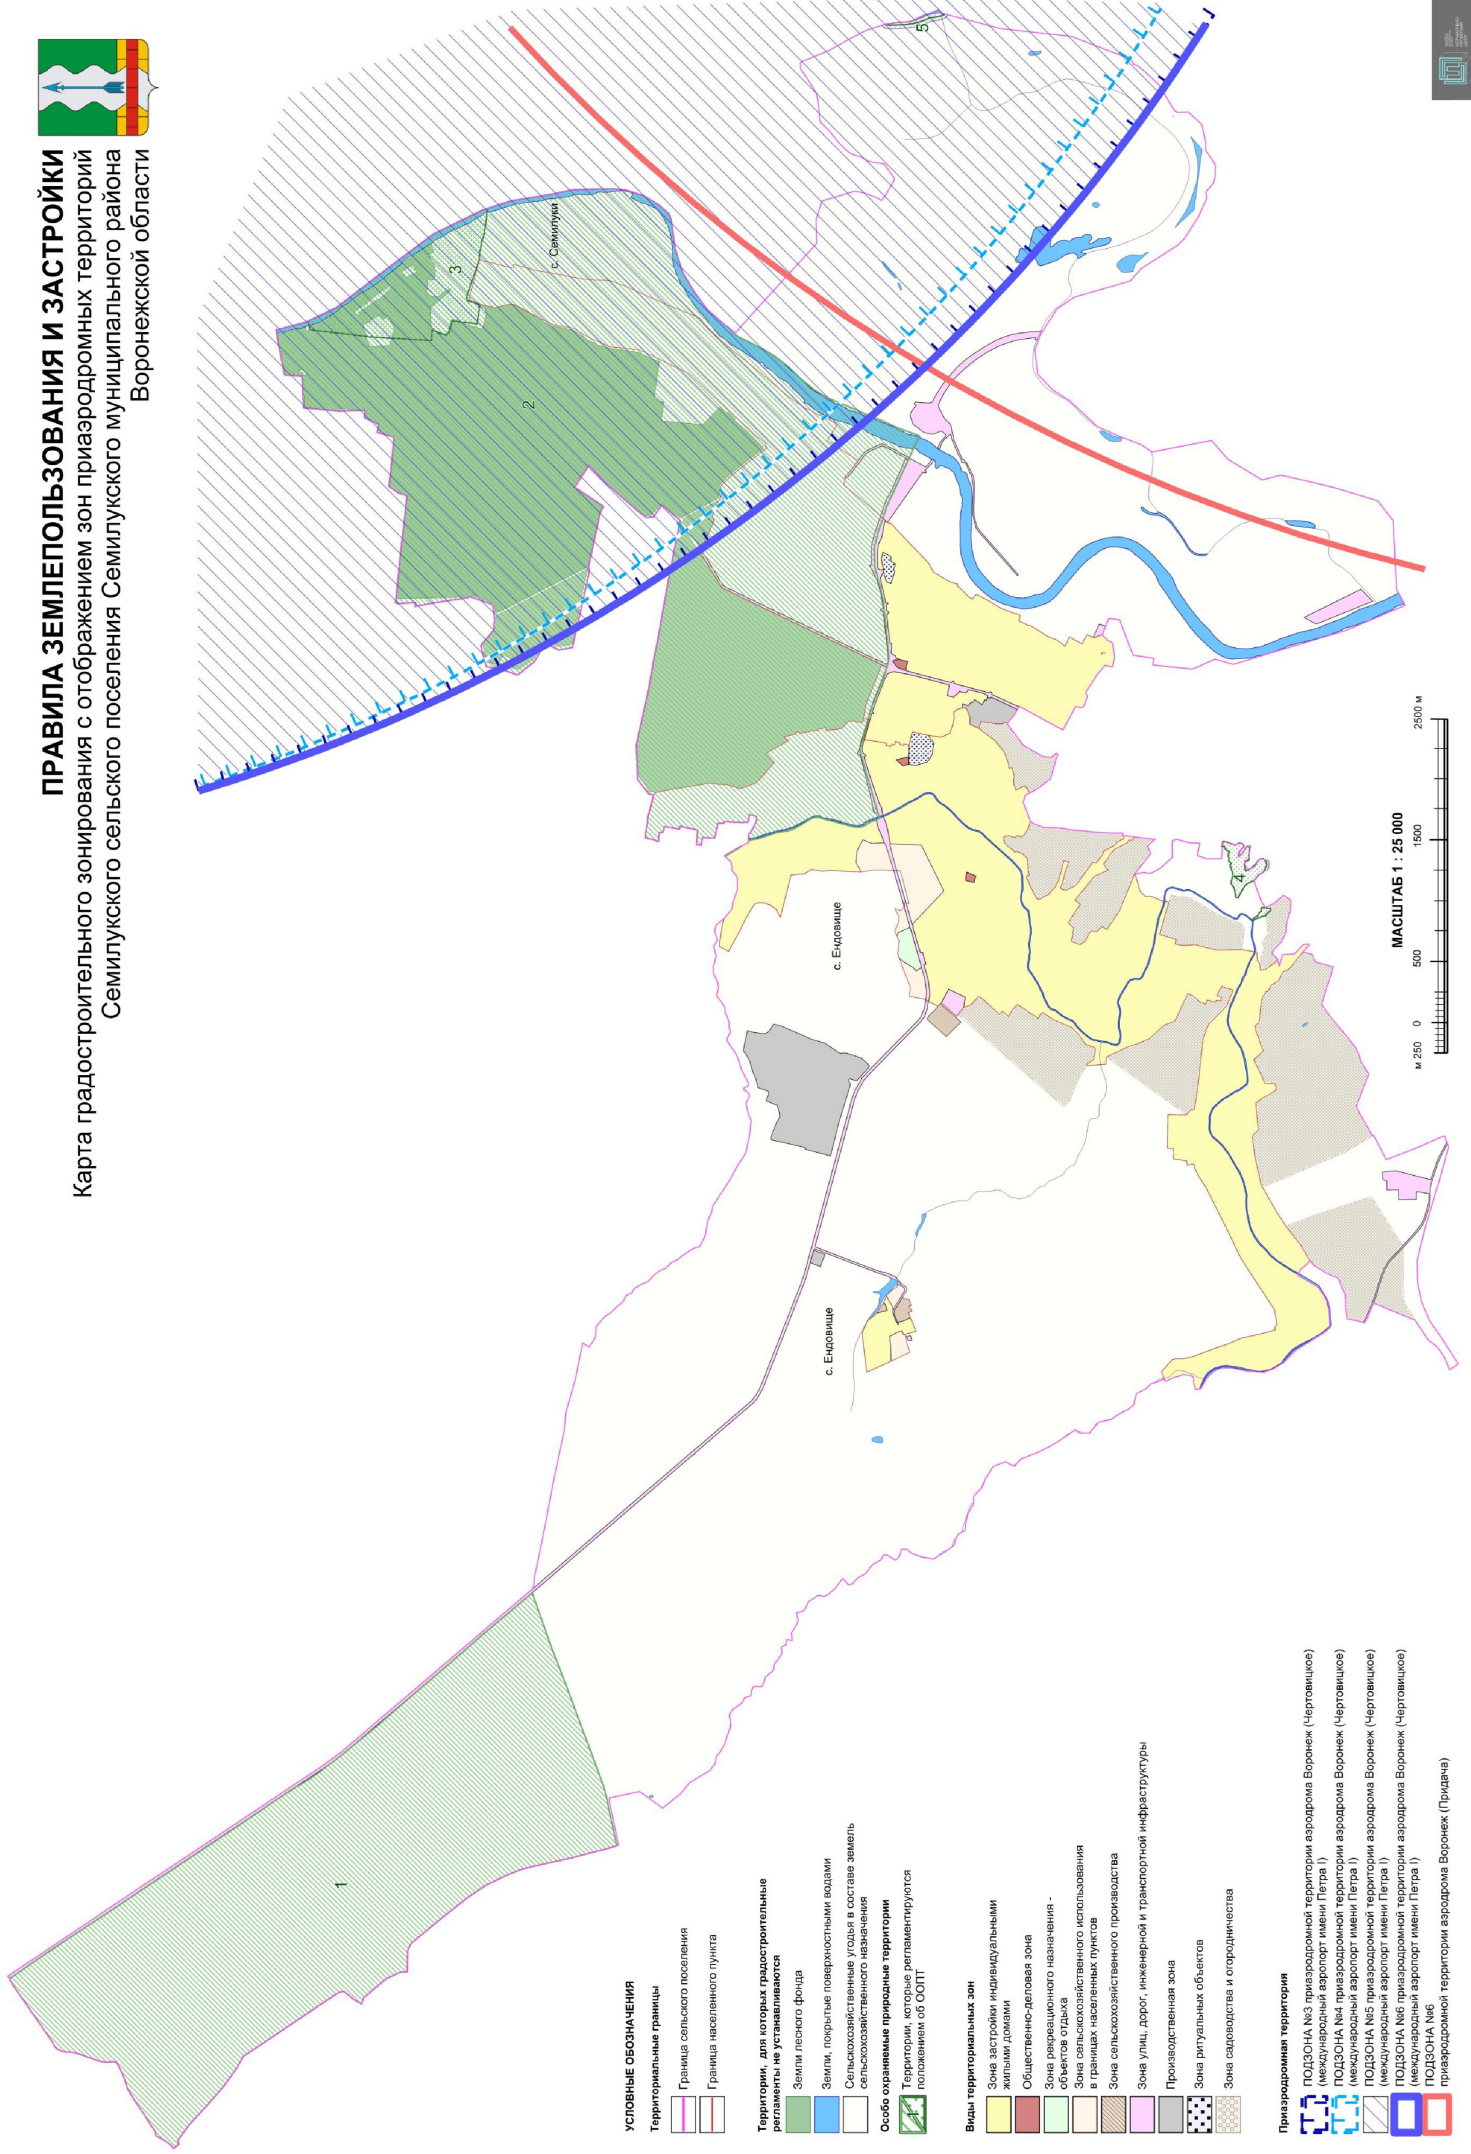 ПРАВИЛА ЗЕМЛЕПОЛЬЗОВАНИЯ И ЗАСТРОЙКИ
Карта градостроительного зонирования с отображением зон приаэродромных территорий
Семилукского сельского поселения Семилукского муниципального района
Воронежской области
1
2
3
4
5
с. Семилуки
с. Ендовище
с. Ендовище
МАСШТАБ 1 : 25 000
м 250 0 500 1500 2500 м
УСЛОВНЫЕ ОБОЗНАЧЕНИЯ
Территориальные границы
Граница сельского поселения
Граница населенного пункта
Территории, для которых градостроительные
регламенты не устанавливаются
Земли лесного фонда
Земли, покрытые поверхностными водами
Сельскохозяйственные угодья в составе земель
сельскохозяйственного назначения
Особо охраняемые природные территории
1
Территории, которые регламентируются
положением об ООПТ
Виды территориальных зон
Зона застройки индивидуальными
жилыми домами
Общественно-деловая зона
Зона рекреационного назначения -
объектов отдыха
Зона сельскохозяйственного использования
в границах населенных пунктов
Зона сельскохозяйственного производства
Зона улиц, дорог, инженерной и транспортной инфраструктуры
Производственная зона
Зона ритуальных объектов
Зона садоводства и огородничества
Приаэродромная территория
ПОДЗОНА №3 приаэродромной территории аэродрома Воронеж (Чертовицкое)
(международный аэропорт имени Петра I)
ПОДЗОНА №4 приаэродромной территории аэродрома Воронеж (Чертовицкое)
(международный аэропорт имени Петра I)
ПОДЗОНА №5 приаэродромной территории аэродрома Воронеж (Чертовицкое)
(международный аэропорт имени Петра I)
ПОДЗОНА №6 приаэродромной территории аэродрома Воронеж (Чертовицкое)
(международный аэропорт имени Петра I)
ПОДЗОНА №6
приаэродромной территории аэродрома Воронеж (Придача)